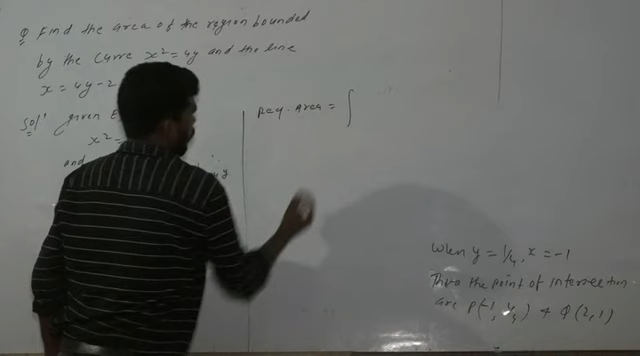 Q Find the area of the region bounded
by the curve x² = 4y and the line
x = 4y - 2
Solⁿ given E
x² =
and
Req. Area = ∫
When y = 1/4, x = -1
Thus the point of intersection
are P(-1, 1/4) & Q(2, 1)